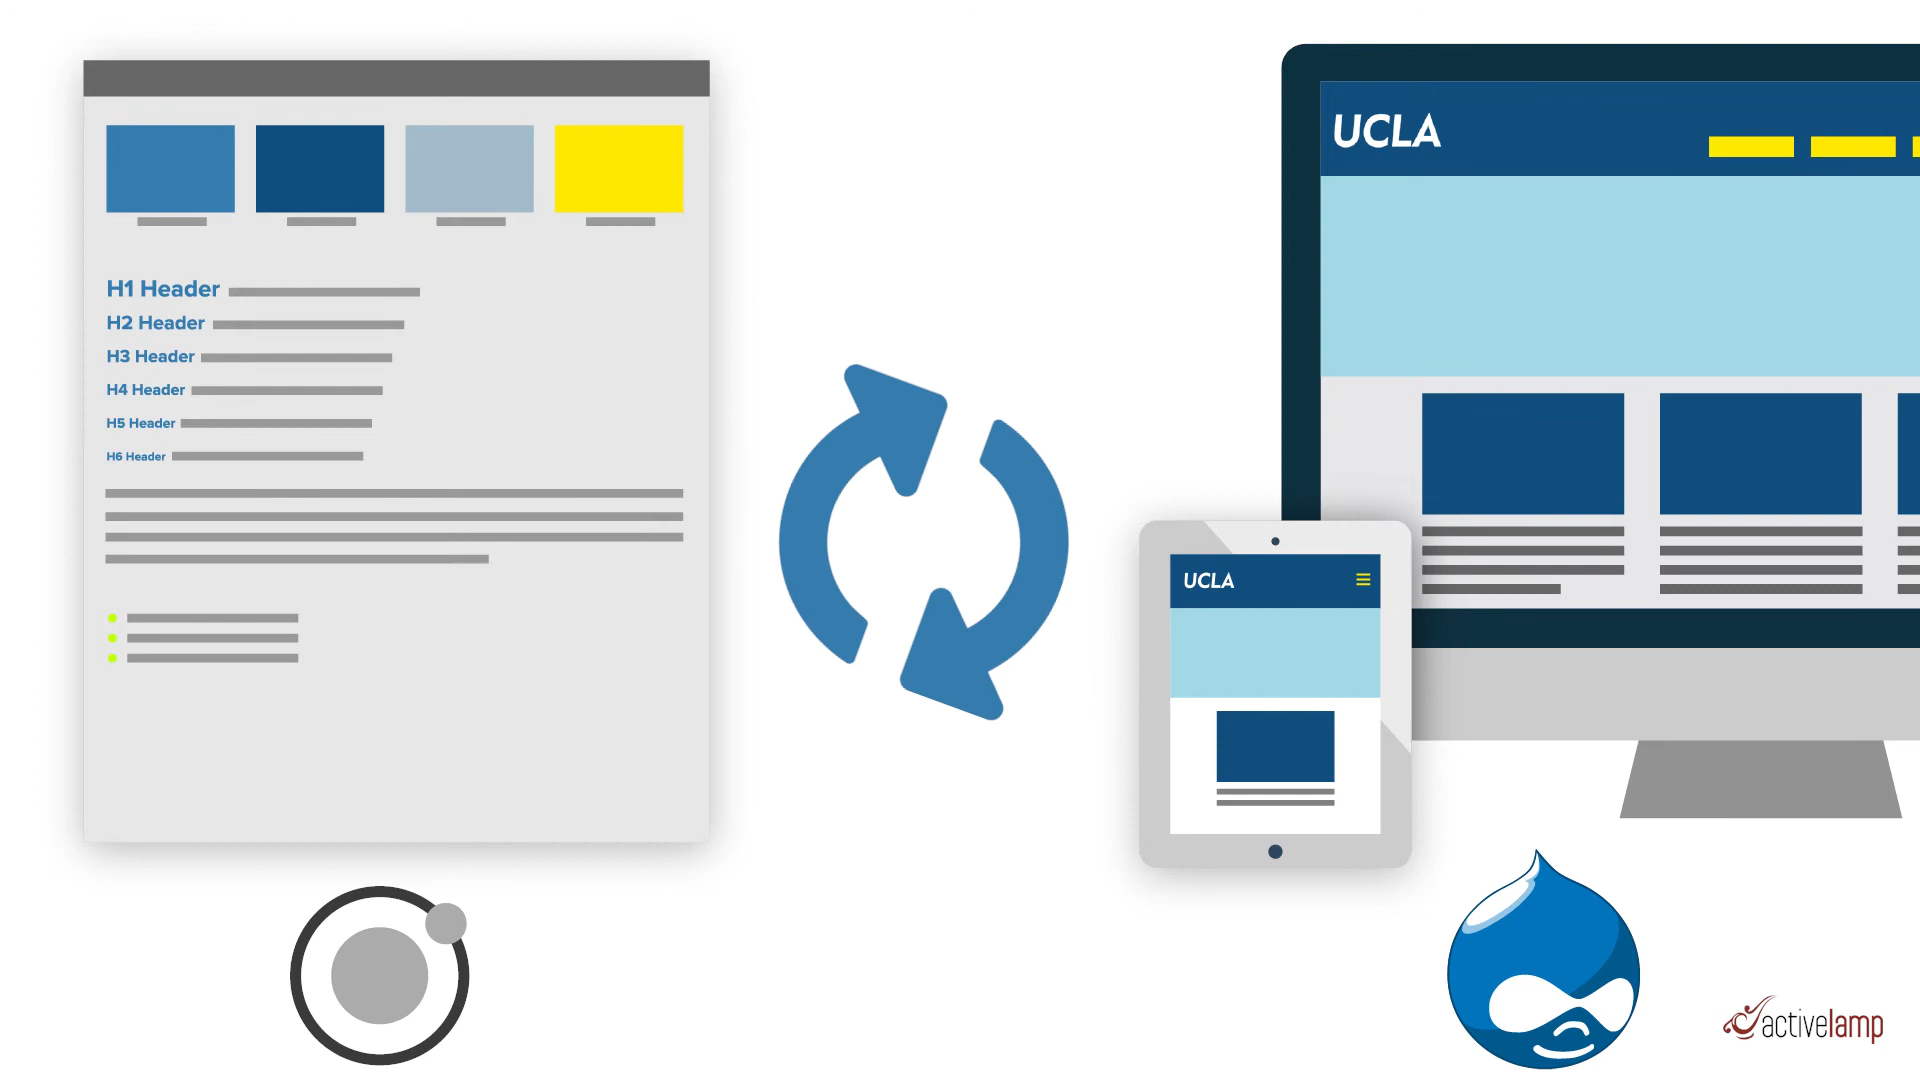 H1 Header
H2 Header
H3 Header
H4 Header
H5 Header
H6 Header
UCLA
UCLA
activelamp